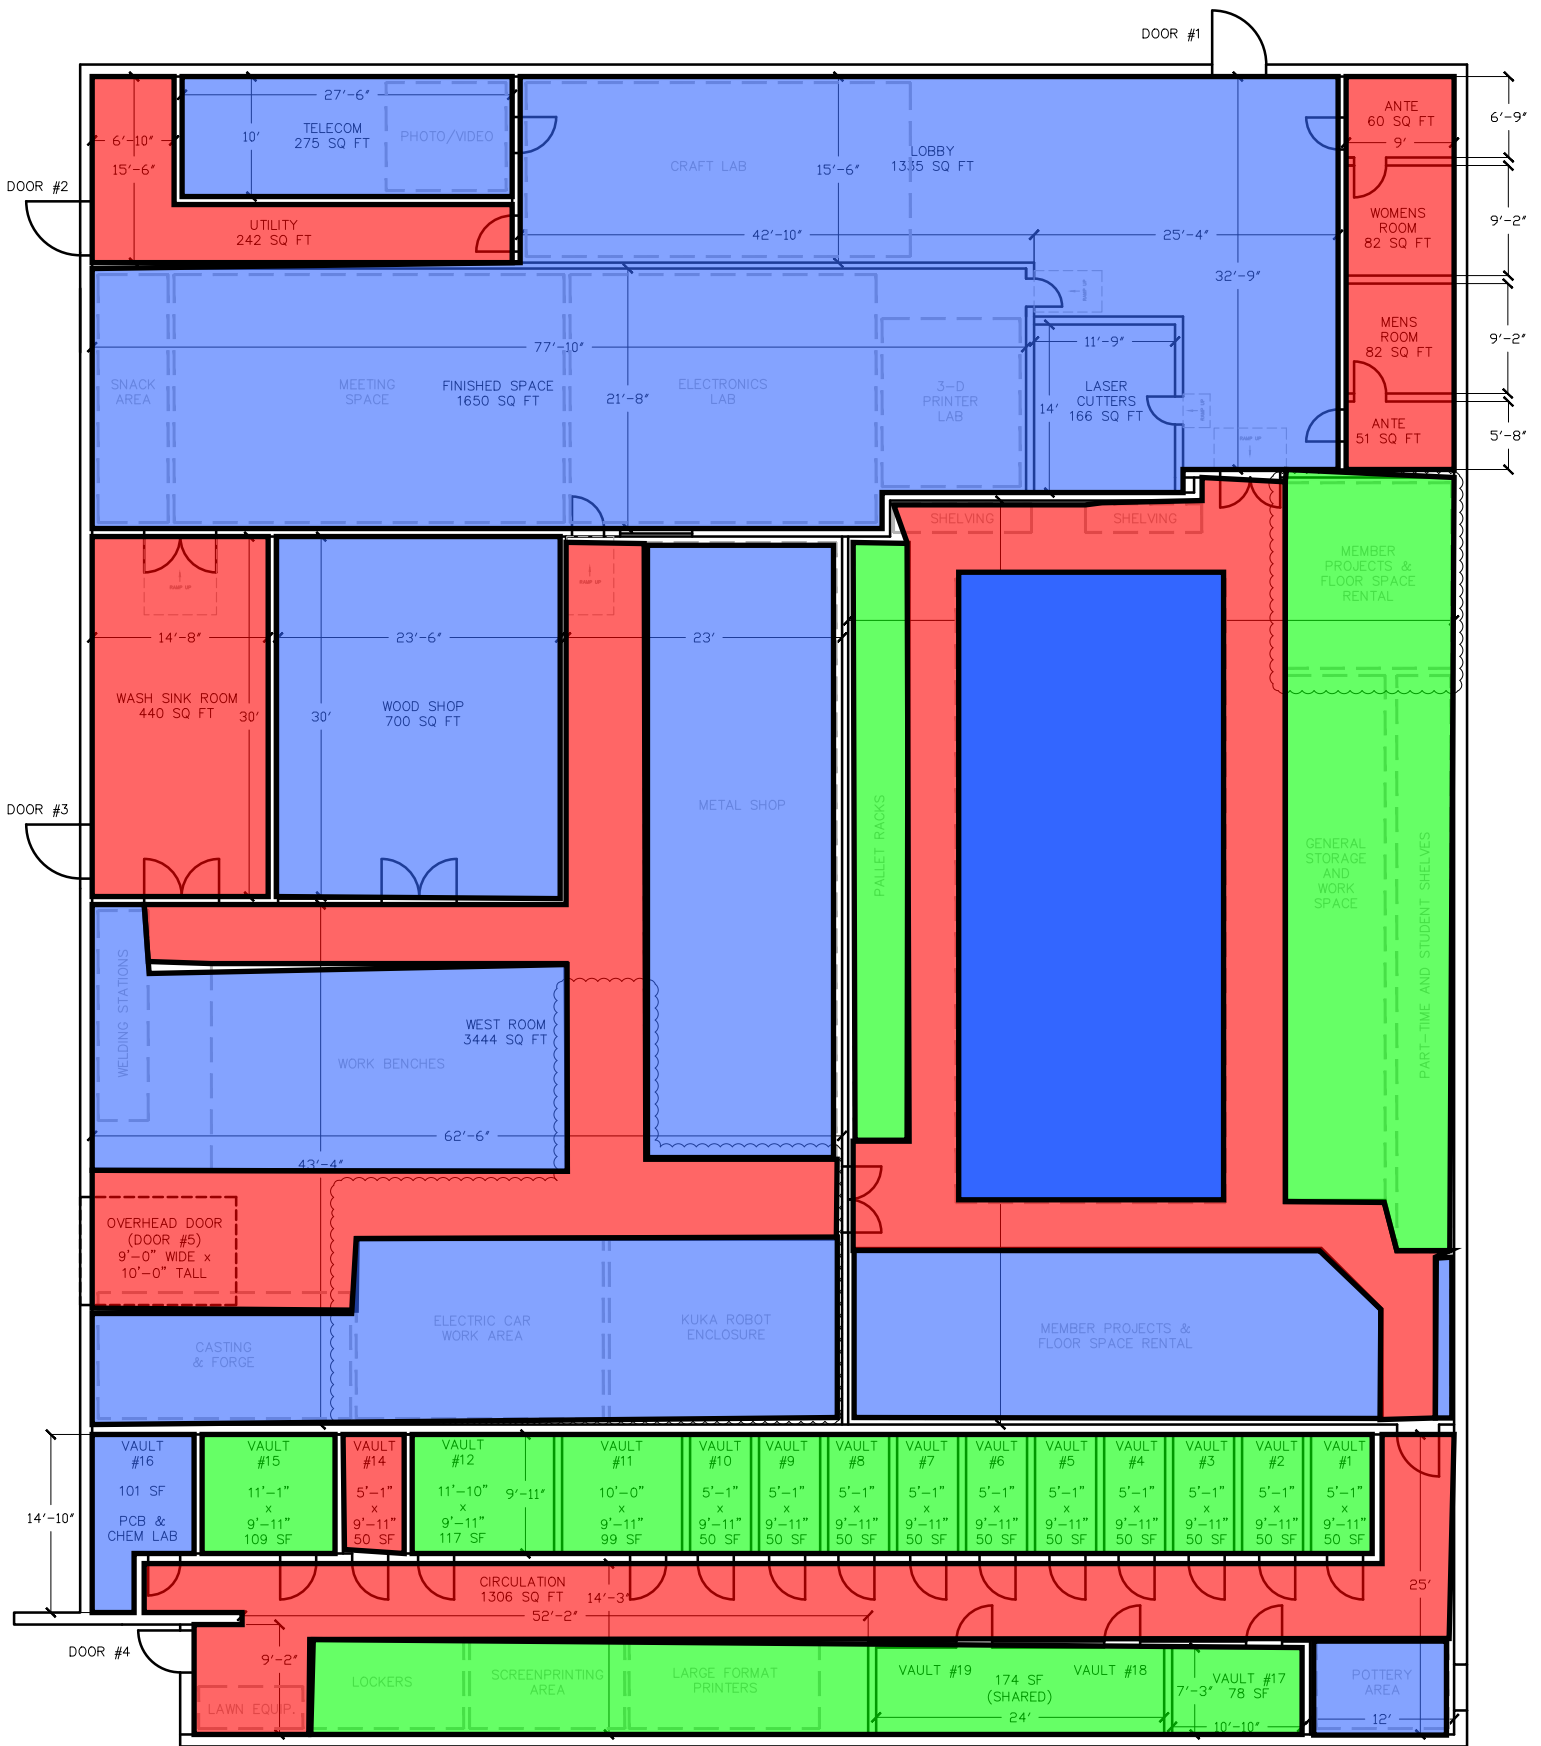 DOOR #1
27'-6"
TELECOM
275 SQ FT
PHOTO/VIDEO
10'
6'-10"
15'-6"
CRAFT LAB
15'-6"
LOBBY
ANTE
60 SQ FT
9'
6'-9"
DOOR #2
UTILITY
242 SQ FT
42'-10"
25'-4"
32'-9"
WOMENS
ROOM
82 SQ FT
9'-2"
77'-10"
SNACK
AREA
MEETING
SPACE
FINISHED SPACE
1650 SQ FT
21'-8"
ELECTRONICS
LAB
3-D
PRINTER
LAB
11'-9"
14'
LASER
CUTTERS
166 SQ FT
RAMP UP
MENS
ROOM
82 SQ FT
9'-2"
ANTE
51 SQ FT
5'-8"
SHELVING
SHELVING
MEMBER
PROJECTS &
FLOOR SPACE
RENTAL
RAMP UP
RAMP UP
14'-8"
23'-6"
23'
WASH SINK ROOM
440 SQ FT
30'
30'
WOOD SHOP
700 SQ FT
METAL SHOP
PALLET RACKS
GENERAL
STORAGE
AND
WORK
SPACE
PART-TIME AND STUDENT SHELVES
DOOR #3
WELDING STATIONS
WORK BENCHES
WEST ROOM
3444 SQ FT
62'-6"
43'-4"
OVERHEAD DOOR
(DOOR #5)
9'-0" WIDE x
10'-0" TALL
CASTING
& FORGE
ELECTRIC CAR
WORK AREA
KUKA ROBOT
ENCLOSURE
MEMBER PROJECTS &
FLOOR SPACE RENTAL
14'-10"
VAULT
#16
101 SF
PCB &
CHEM LAB
VAULT
#15
11'-1"
x
9'-11"
109 SF
VAULT
#14
5'-1"
x
9'-11"
50 SF
VAULT
#12
11'-10"
x
9'-11"
117 SF
9'-11"
VAULT
#11
10'-0"
x
9'-11"
99 SF
VAULT
#10
5'-1"
x
9'-11"
50 SF
VAULT
#9
5'-1"
x
9'-11"
50 SF
VAULT
#8
5'-1"
x
9'-11"
50 SF
VAULT
#7
5'-1"
x
9'-11"
50 SF
VAULT
#6
5'-1"
x
9'-11"
50 SF
VAULT
#5
5'-1"
x
9'-11"
50 SF
VAULT
#4
5'-1"
x
9'-11"
50 SF
VAULT
#3
5'-1"
x
9'-11"
50 SF
VAULT
#2
5'-1"
x
9'-11"
50 SF
VAULT
#1
5'-1"
x
9'-11"
50 SF
CIRCULATION
1306 SQ FT
14'-3"
52'-2"
25'
DOOR #4
9'-2"
LAWN EQUIP.
LOCKERS
SCREENPRINTING
AREA
LARGE FORMAT
PRINTERS
VAULT #19
174 SF
(SHARED)
VAULT #18
24'
7'-3"
VAULT #17
78 SF
10'-10"
POTTERY
AREA
12'